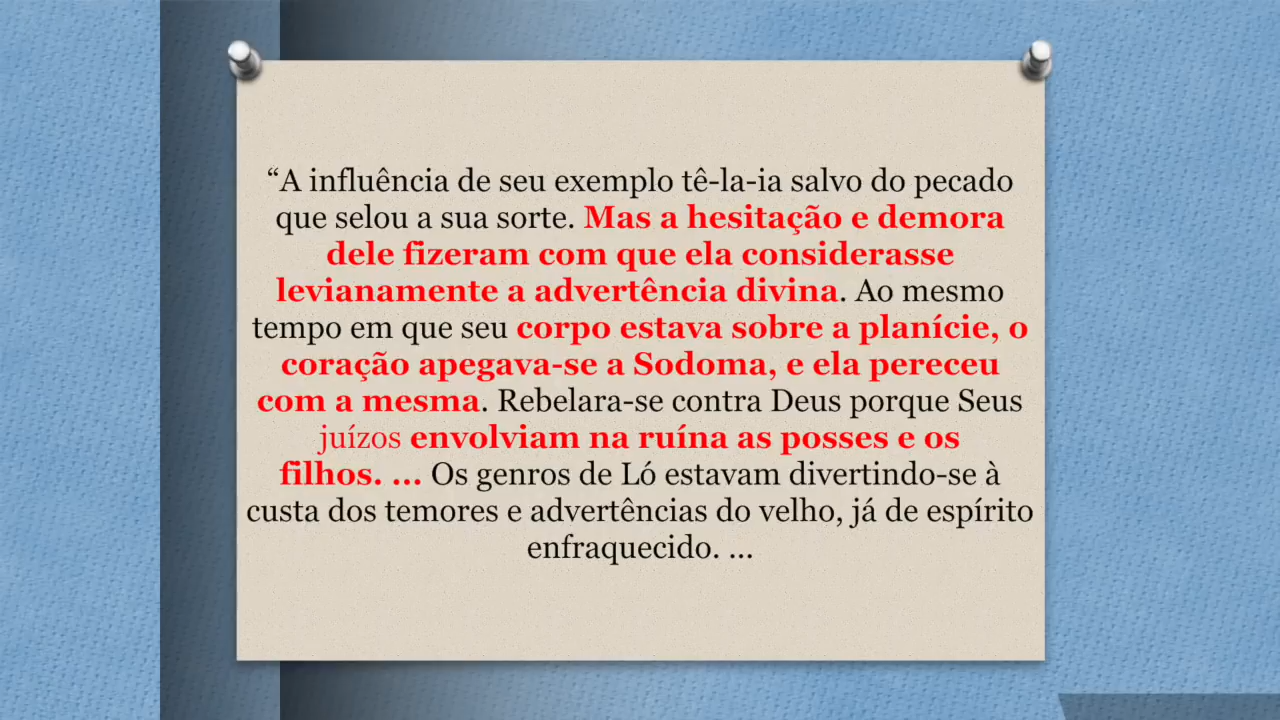 “A influência de seu exemplo tê-la-ia salvo do pecado
que selou a sua sorte. Mas a hesitação e demora
dele fizeram com que ela considerasse
levianamente a advertência divina. Ao mesmo
tempo em que seu corpo estava sobre a planície, o
coração apegava-se a Sodoma, e ela pereceu
com a mesma. Rebelara-se contra Deus porque Seus
juízos envolviam na ruína as posses e os
filhos. ... Os genros de Ló estavam divertindo-se à
custa dos temores e advertências do velho, já de espírito
enfraquecido. ...